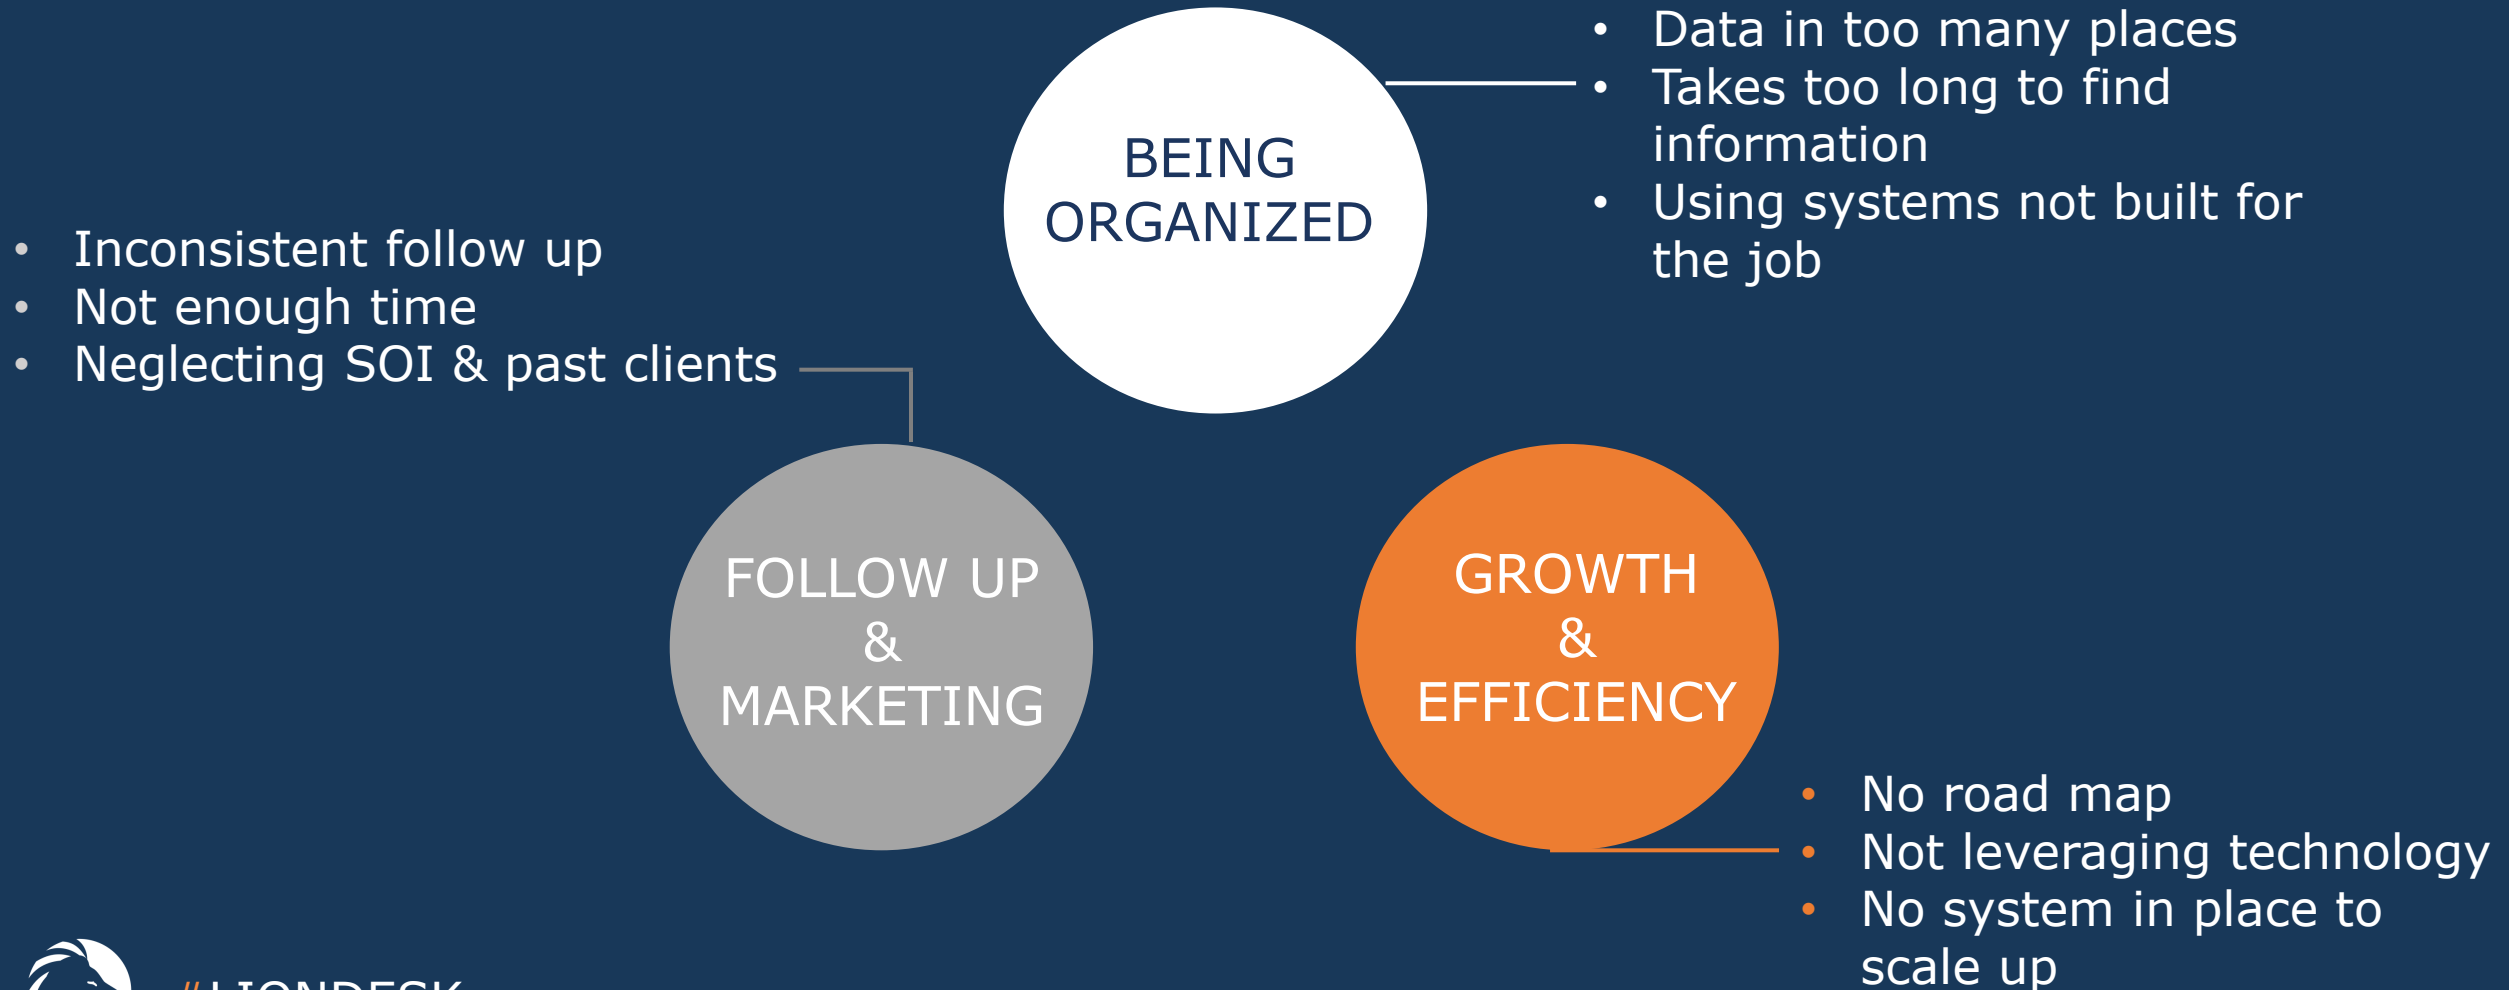 BEING
ORGANIZED
• Data in too many places
• Takes too long to find
information
• Using systems not built for
the job
• Inconsistent follow up
• Not enough time
• Neglecting SOI & past clients
FOLLOW UP
&
MARKETING
GROWTH
&
EFFICIENCY
• No road map
• Not leveraging technology
• No system in place to
scale up
#LIONDESK